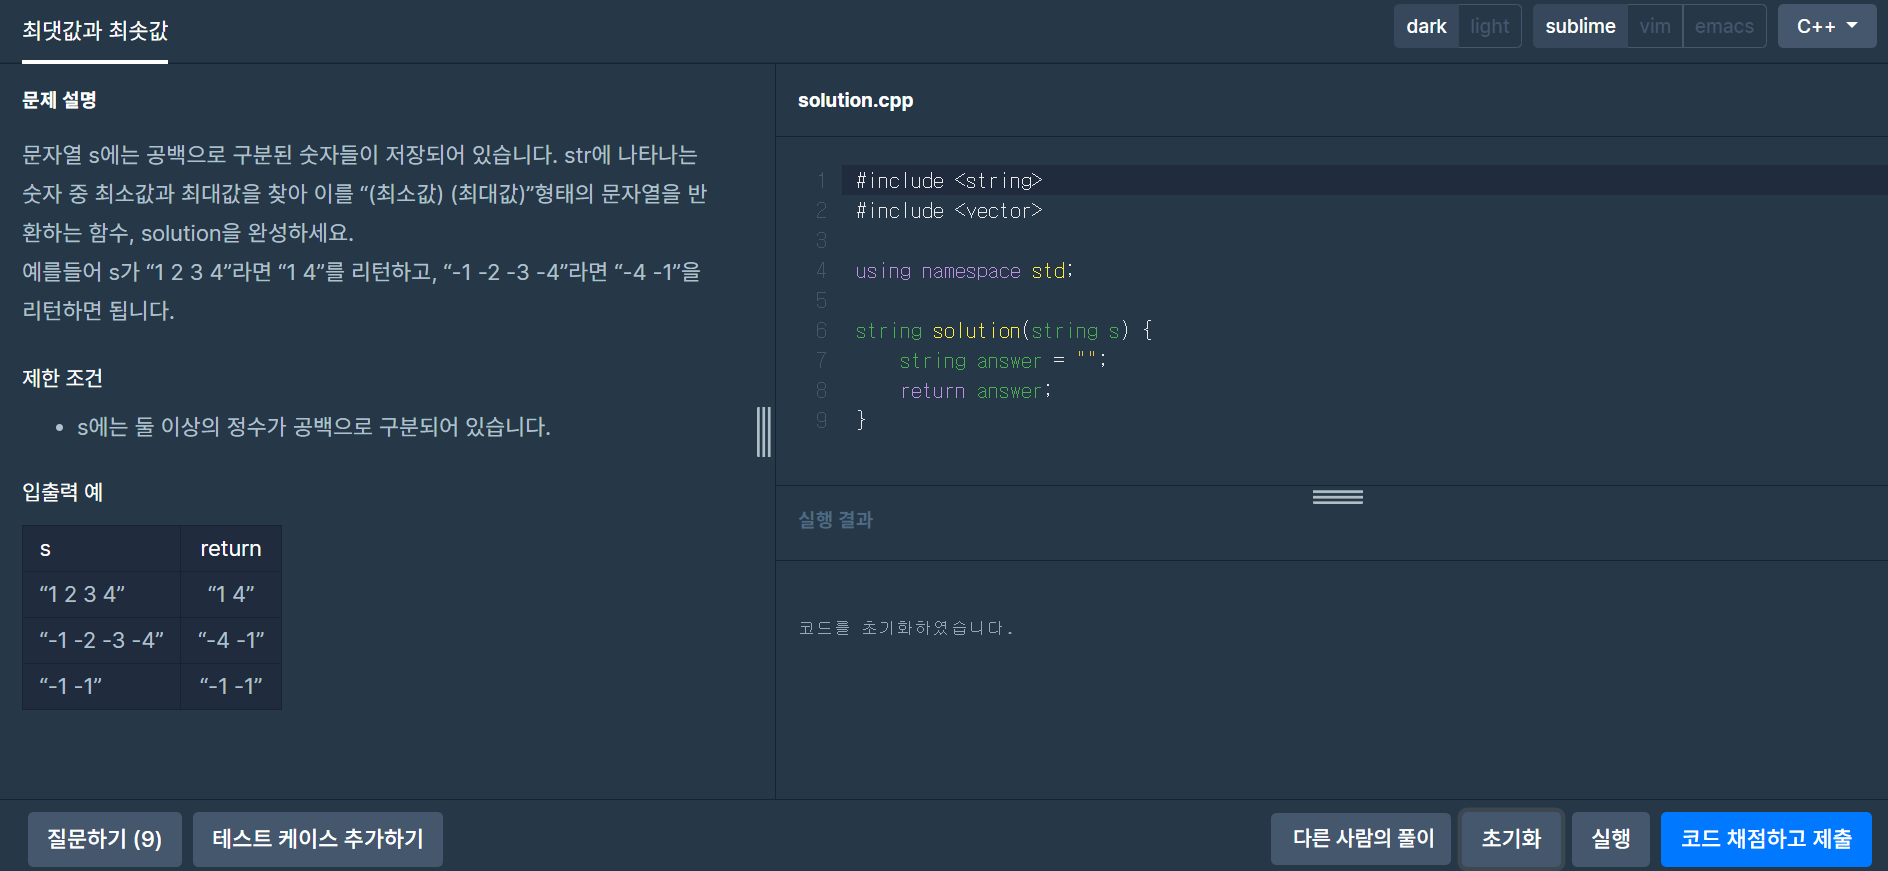 최댓값과 최솟값
dark light sublime vim emacs C++
문제 설명
문자열 s에는 공백으로 구분된 숫자들이 저장되어 있습니다. str에 나타나는
숫자 중 최소값과 최대값을 찾아 이를 “(최소값) (최대값)”형태의 문자열을 반
환하는 함수, solution을 완성하세요.
예를들어 s가 “1 2 3 4”라면 “1 4”를 리턴하고, “-1 -2 -3 -4”라면 “-4 -1”을
리턴하면 됩니다.
제한 조건
• s에는 둘 이상의 정수가 공백으로 구분되어 있습니다.
입출력 예
s return
“1 2 3 4” “1 4”
“-1 -2 -3 -4” “-4 -1”
“-1 -1” “-1 -1”
solution.cpp
1 #include <string>
2 #include <vector>
3
4 using namespace std;
5
6 string solution(string s) {
7     string answer = "";
8     return answer;
9 }
실행 결과
코드를 초기화하였습니다.
질문하기 (9) 테스트 케이스 추가하기 다른 사람의 풀이 초기화 실행 코드 채점하고 제출